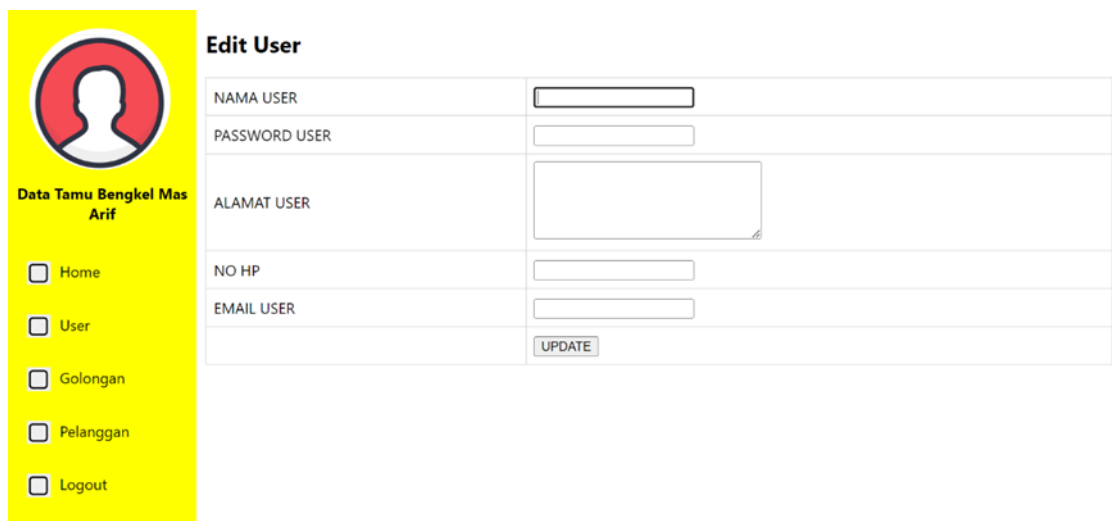 Data Tamu Bengkel Mas
Arif
Home
User
Golongan
Pelanggan
Logout
Edit User
NAMA USER
PASSWORD USER
ALAMAT USER
NO HP
EMAIL USER
UPDATE